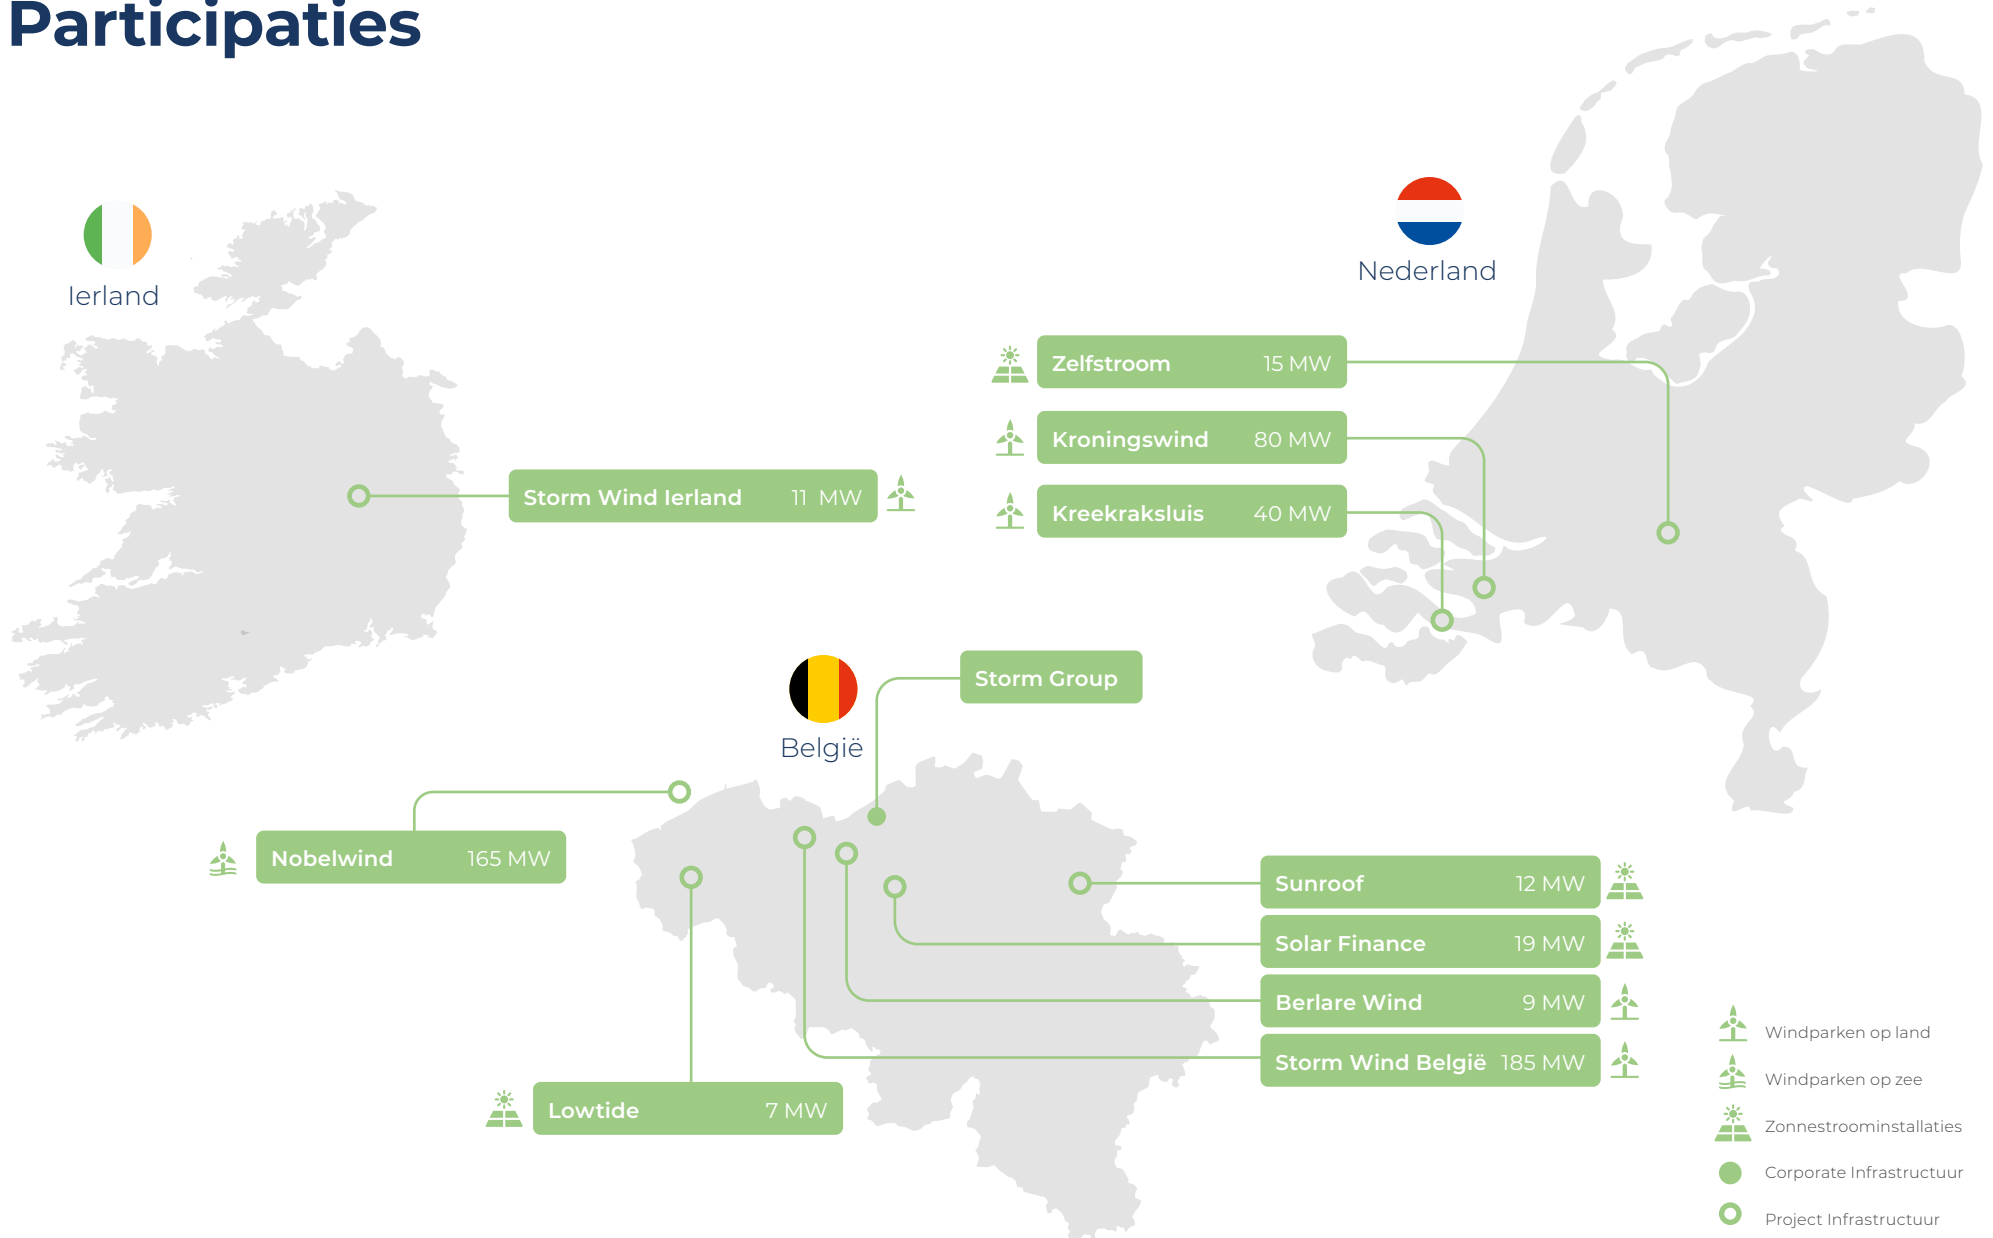 Participaties
Ierland
Nederland
Zelfstroom 15 MW
Kroningswind 80 MW
Storm Wind Ierland 11 MW
Kreekraksluis 40 MW
Storm Group
België
Nobelwind 165 MW
Sunroof 12 MW
Solar Finance 19 MW
Berlare Wind 9 MW
Storm Wind België 185 MW
Lowtide 7 MW
Windparken op land
Windparken op zee
Zonnestroominstallaties
Corporate Infrastructuur
Project Infrastructuur